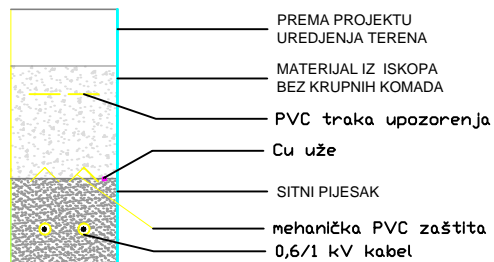 PREMA PROJEKTU
UREDJENJA TERENA
MATERIJAL IZ ISKOPA
BEZ KRUPNIH KOMADA
PVC traka upozorenja
Cu uže
SITNI PIJESAK
mehanička PVC zaštita
0,6/1 kV kabel